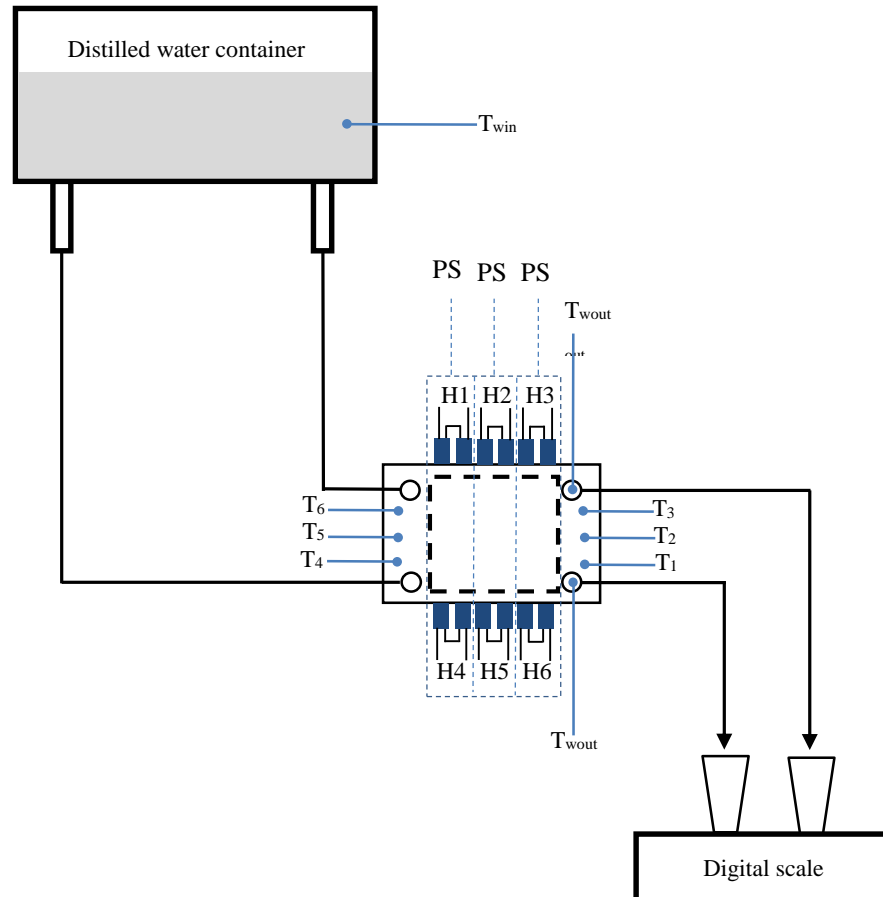 Distilled water container
Twin
PS PS PS
Twout
out
H1 H2 H3
T6
T5
T4
T3
T2
T1
H4 H5 H6
Twout
Digital scale